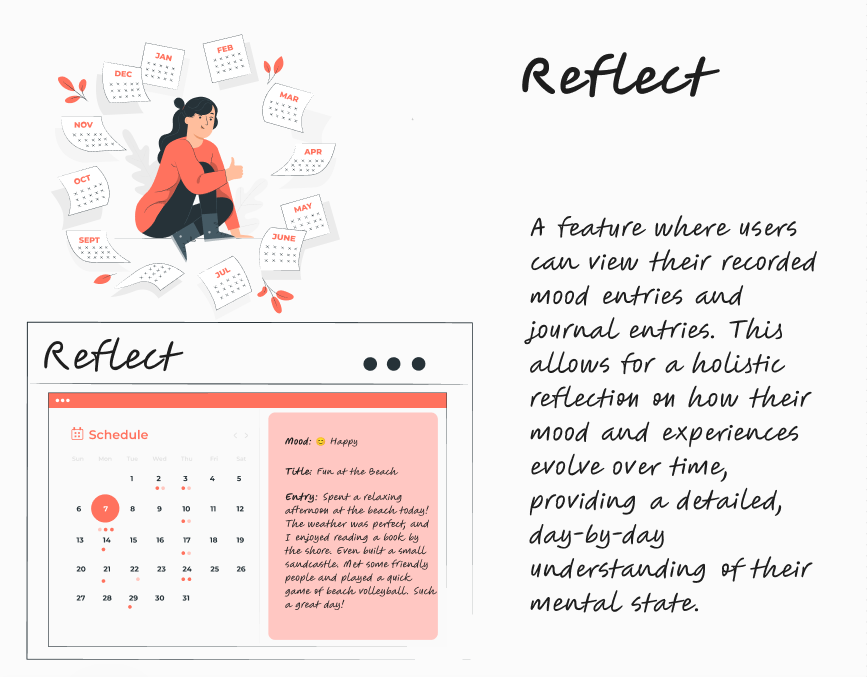 JAN
FEB
DEC
MAR
NOV
APR
OCT
MAY
SEPT
JUNE
JUL
Reflect
A feature where users
can view their recorded
mood entries and
journal entries. This
allows for a holistic
reflection on how their
mood and experiences
evolve over time,
providing a detailed,
day-by-day
understanding of their
mental state.
Reflect
Schedule
Sun Mon Tue Wed Thu Fri Sat
1 2 3 4 5
6 7 8 9 10 11 12
13 14 15 16 17 18 19
20 21 22 23 24 25 26
27 28 29 30 31
Mood: 😊 Happy
Title: Fun at the Beach
Entry: Spent a relaxing
afternoon at the beach today!
The weather was perfect, and
I enjoyed reading a book by
the shore. Even built a small
sandcastle. Met some friendly
people and played a quick
game of beach volleyball. Such
a great day!